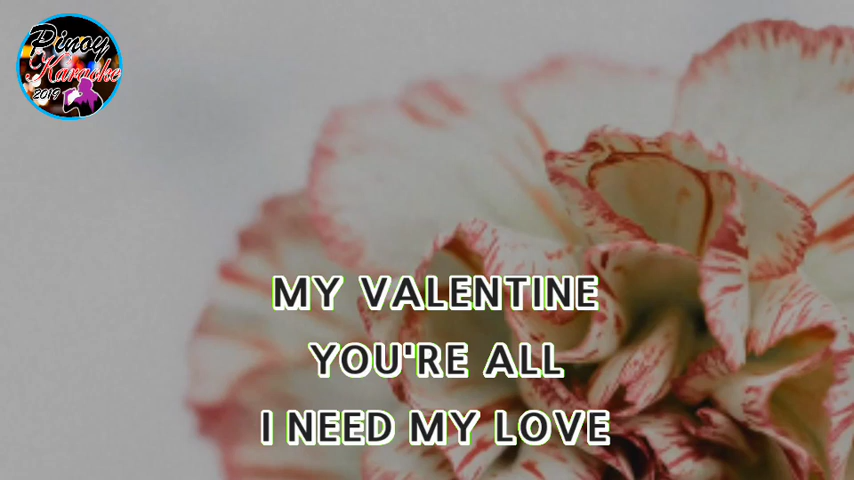 Pinoy
Karaoke
2019
MY VALENTINE
YOU'RE ALL
I NEED MY LOVE